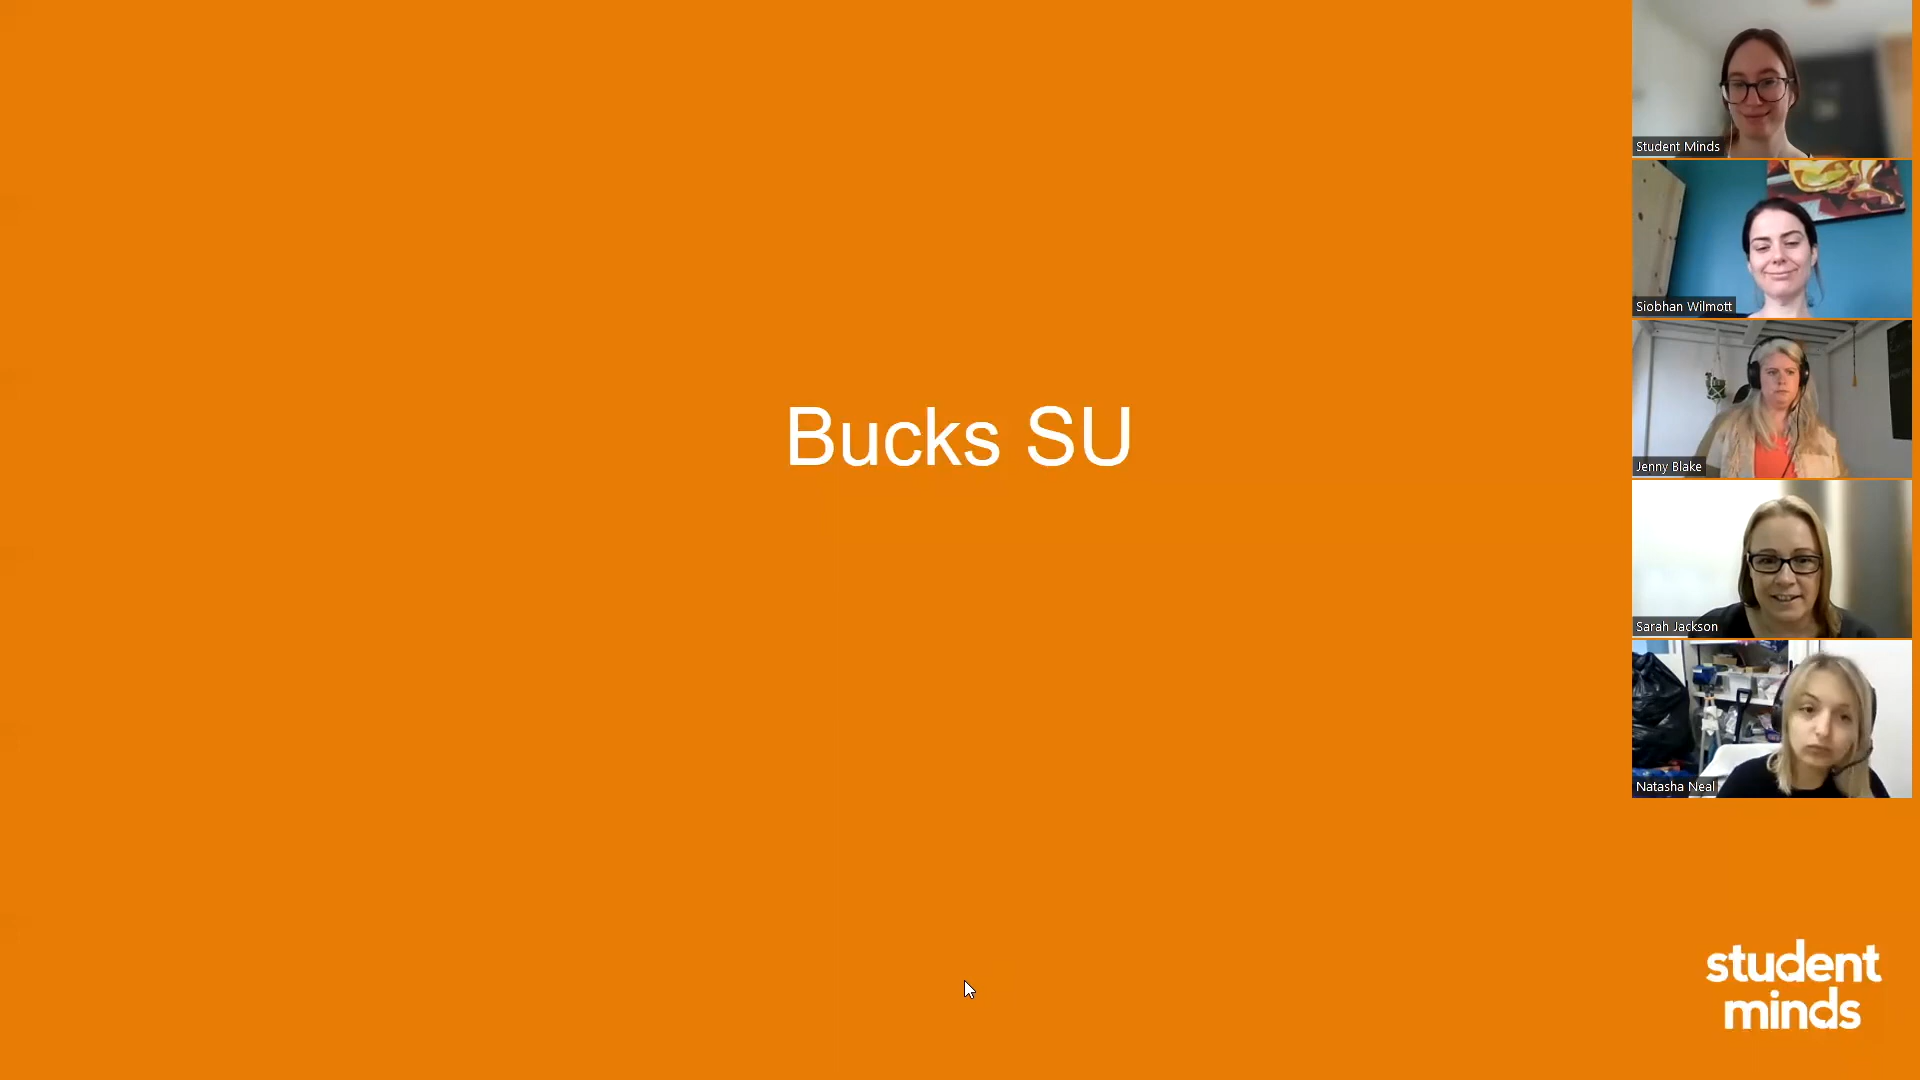 Bucks SU
Student Minds
Siobhan Wilmott
Jenny Blake
Sarah Jackson
Natasha Neal
student
minds